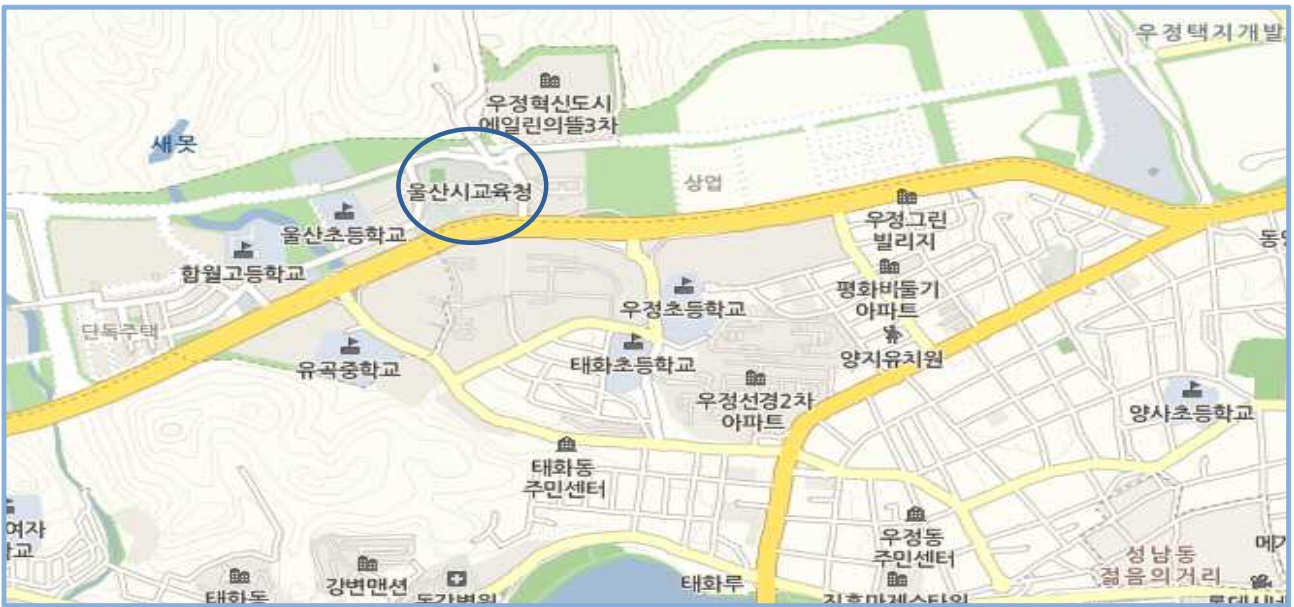 우정택지개발
우정혁신도시
에일린의뜰3차
새못
울산시교육청
상업
우정그린
빌리지
울산초등학교
함월고등학교
평화비둘기
아파트
우정초등학교
단독주택
유곡중학교
태화초등학교
양지유치원
우정선경2차
아파트
양사초등학교
태화동
주민센터
여자
우정동
주민센터
성남동
젊음의거리
강변맨션
태화루
태화동